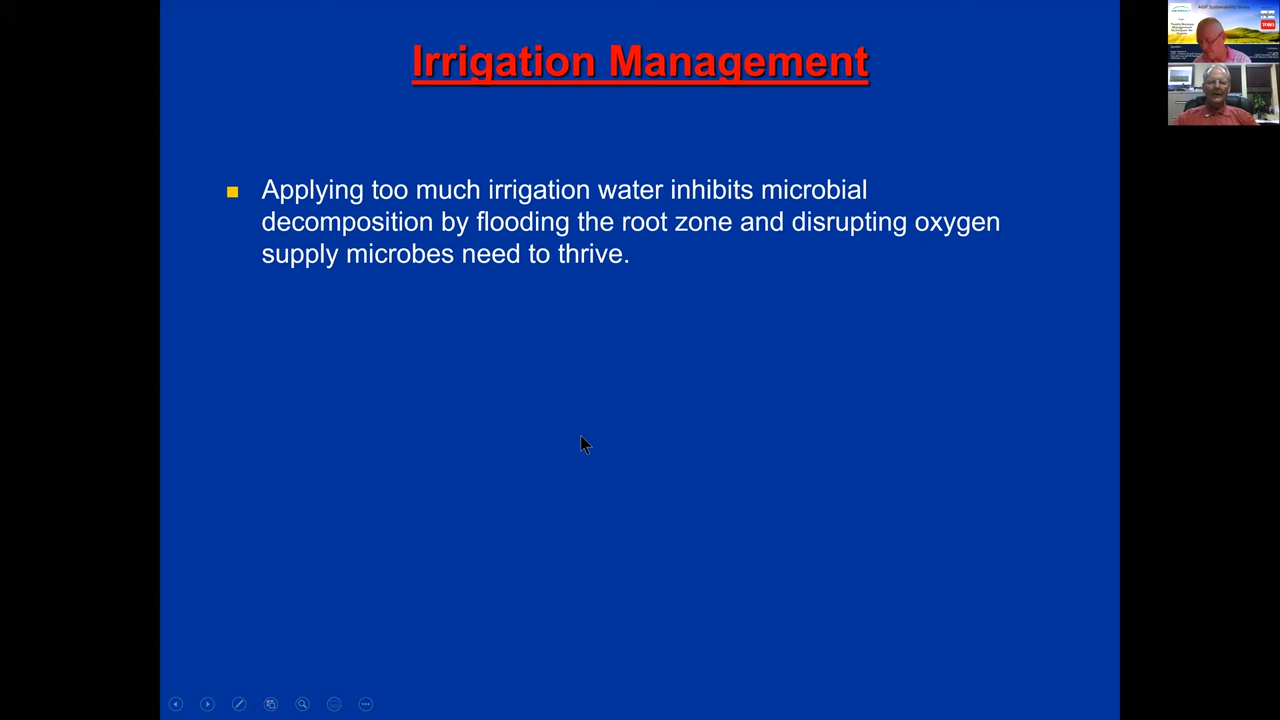 Irrigation Management
Applying too much irrigation water inhibits microbial
decomposition by flooding the root zone and disrupting oxygen
supply microbes need to thrive.
TORO